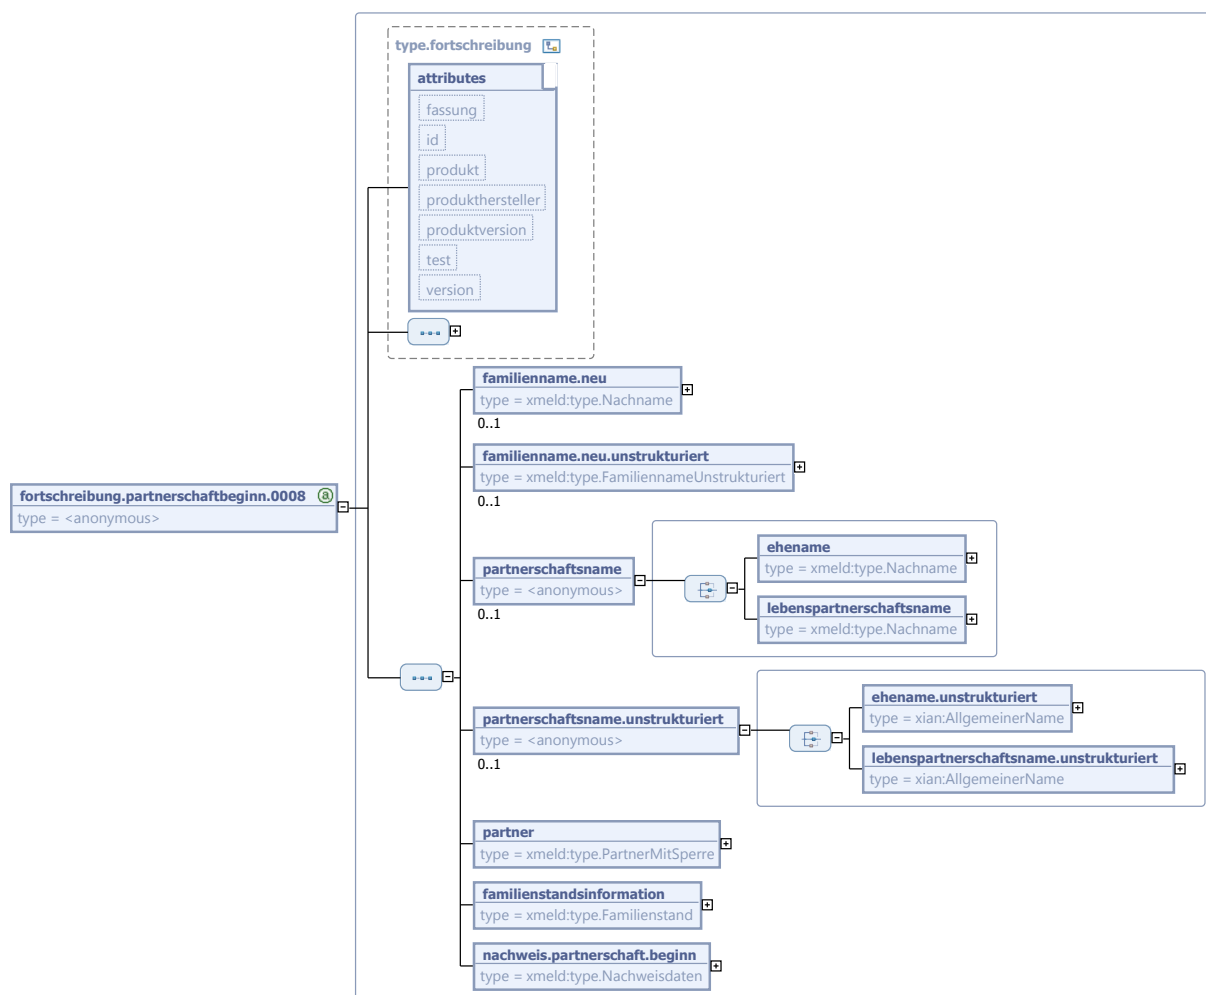 type.fortschreibung
attributes
fassung
id
produkt
produkthersteller
produktversion
test
version
familienname.neu
type = xmeld:type.Nachname
0..1
familienname.neu.unstrukturiert
type = xmeld:type.FamiliennameUnstrukturiert
0..1
fortschreibung.partnerschaftbeginn.0008 a
type = <anonymous>
partnerschaftsname
type = <anonymous>
0..1
ehename
type = xmeld:type.Nachname
lebenspartnerschaftsname
type = xmeld:type.Nachname
partnerschaftsname.unstrukturiert
type = <anonymous>
0..1
ehename.unstrukturiert
type = xian:AllgemeinerName
lebenspartnerschaftsname.unstrukturiert
type = xian:AllgemeinerName
partner
type = xmeld:type.PartnerMitSperre
familienstandsinformation
type = xmeld:type.Familienstand
nachweis.partnerschaft.beginn
type = xmeld:type.Nachweisdaten